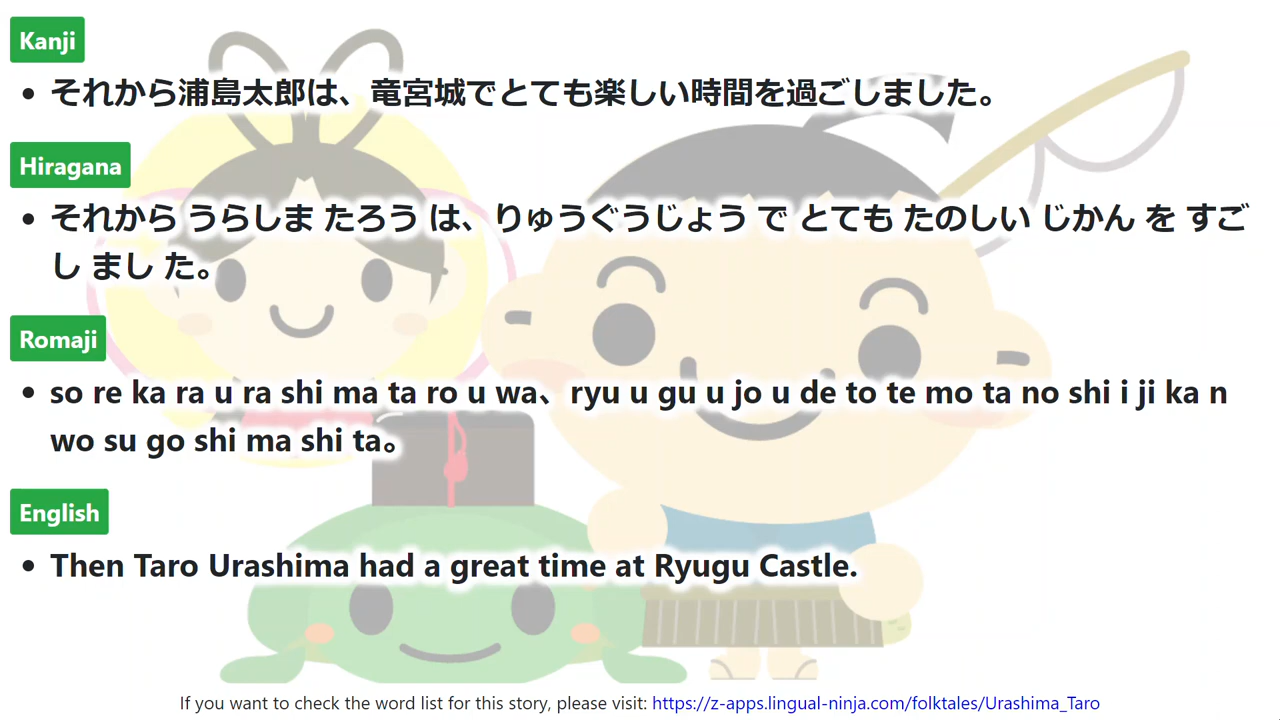 Kanji
• それから浦島太郎は、竜宮城でとても楽しい時間を過ごしました。
Hiragana
• それから うらしま たろう は、りゅうぐうじょう で とても たのしい じかん を すご
し まし た。
Romaji
• so re ka ra u ra shi ma ta ro u wa、ryu u gu u jo u de to te mo ta no shi i ji ka n
wo su go shi ma shi ta。
English
• Then Taro Urashima had a great time at Ryugu Castle.
If you want to check the word list for this story, please visit: https://z-apps.lingual-ninja.com/folktales/Urashima_Taro